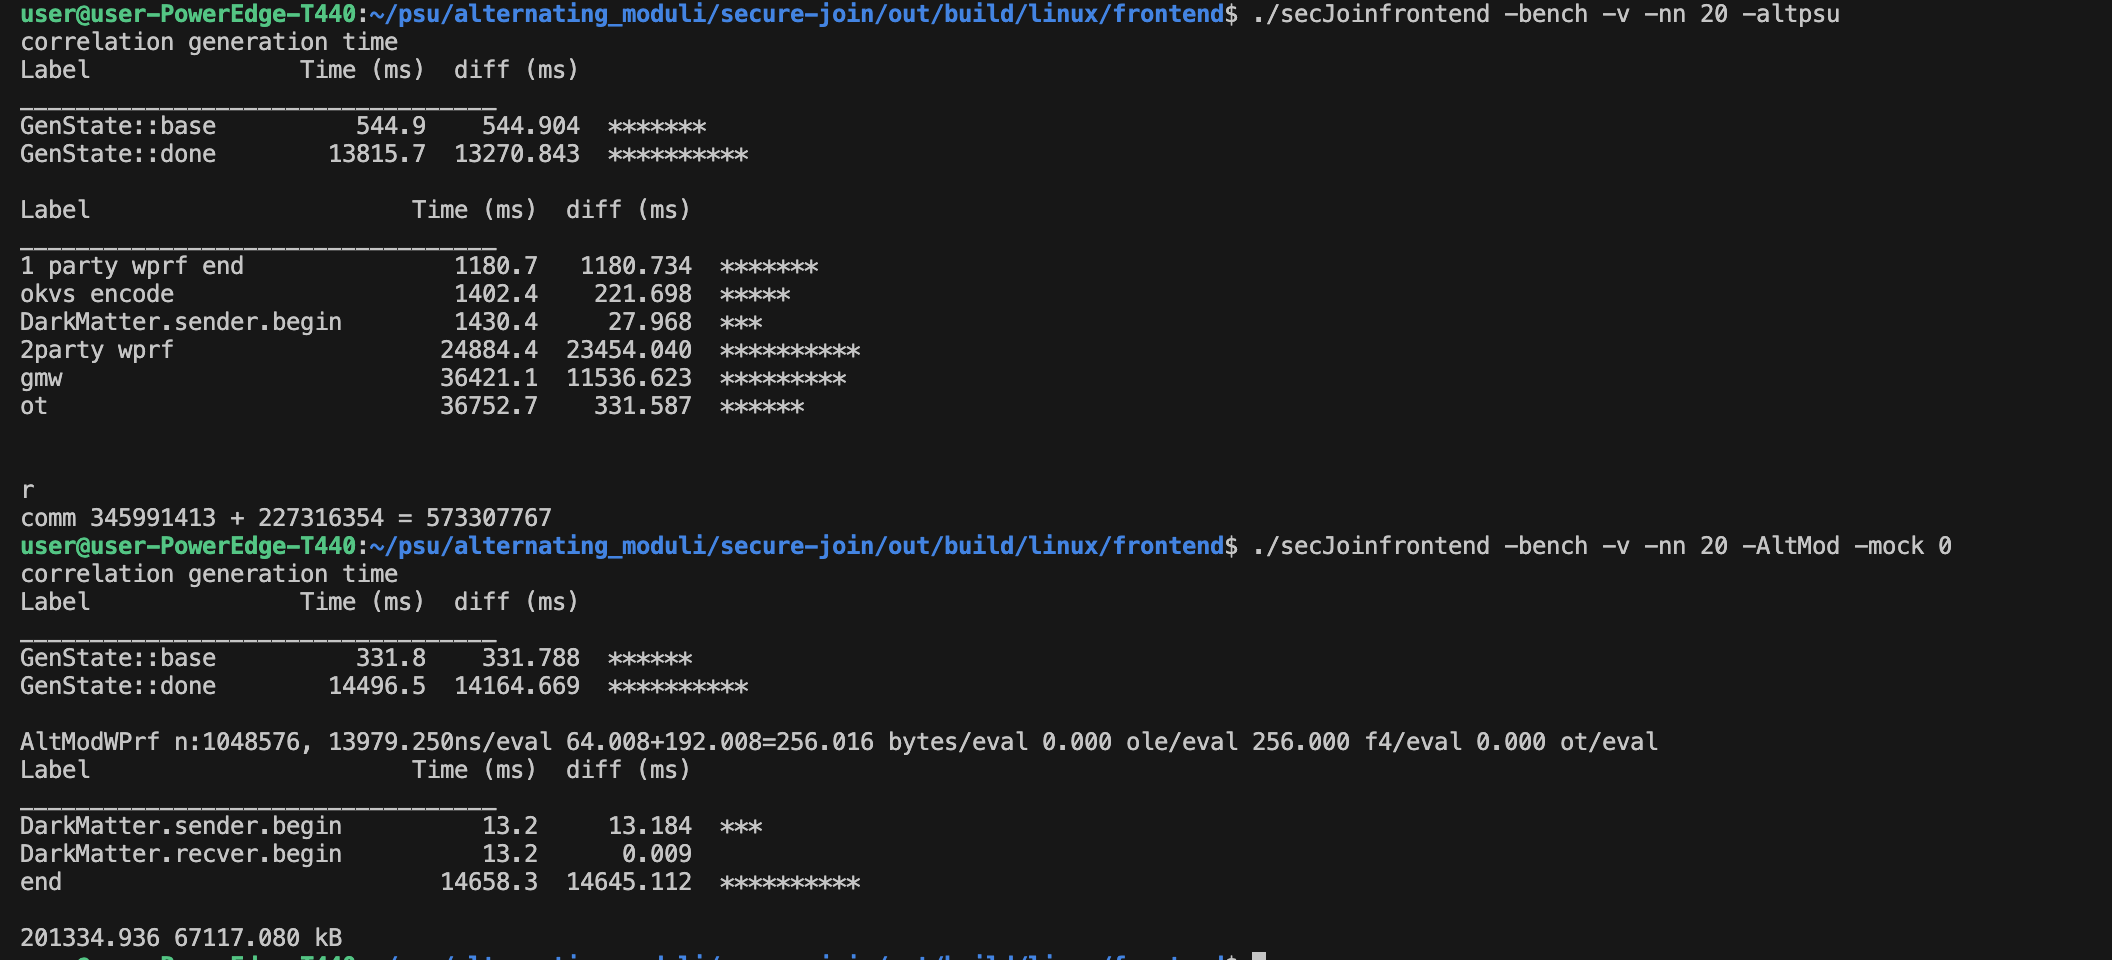 user@user-PowerEdge-T440:~/psu/alternating_moduli/secure-join/out/build/linux/frontend$ ./secJoinfrontend -bench -v -nn 20 -altpsu
correlation generation time
Label               Time (ms)  diff (ms)
__________________________________
GenState::base          544.9    544.904  *******
GenState::done        13815.7  13270.843  **********
Label                       Time (ms)  diff (ms)
__________________________________
1 party wprf end               1180.7   1180.734  *******
okvs encode                    1402.4    221.698  *****
DarkMatter.sender.begin        1430.4     27.968  ***
2party wprf                   24884.4  23454.040  **********
gmw                           36421.1  11536.623  *********
ot                            36752.7    331.587  ******
r
comm 345991413 + 227316354 = 573307767
user@user-PowerEdge-T440:~/psu/alternating_moduli/secure-join/out/build/linux/frontend$ ./secJoinfrontend -bench -v -nn 20 -AltMod -mock 0
correlation generation time
Label               Time (ms)  diff (ms)
__________________________________
GenState::base          331.8    331.788  ******
GenState::done        14496.5  14164.669  **********
AltModWPrf n:1048576, 13979.250ns/eval 64.008+192.008=256.016 bytes/eval 0.000 ole/eval 256.000 f4/eval 0.000 ot/eval
Label                       Time (ms)  diff (ms)
__________________________________
DarkMatter.sender.begin          13.2     13.184  ***
DarkMatter.recver.begin          13.2      0.009
end                           14658.3  14645.112  **********
201334.936 67117.080 kB